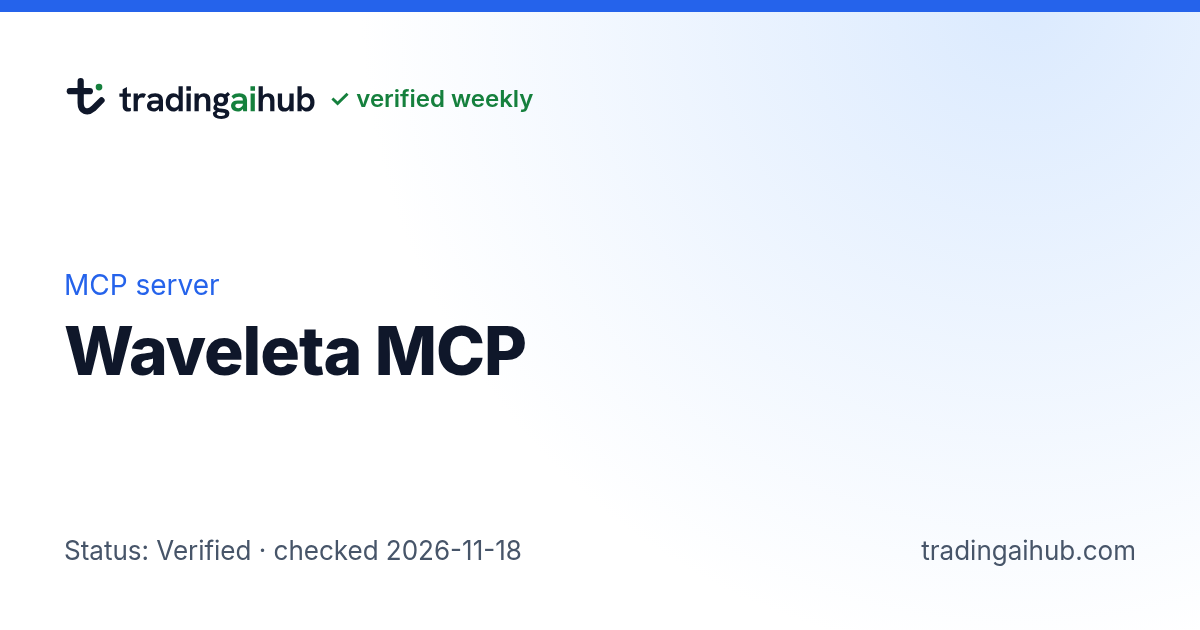 tradingaihub ✓ verified weekly
MCP server
Waveleta MCP
Status: Verified · checked 2026-11-18
tradingaihub.com